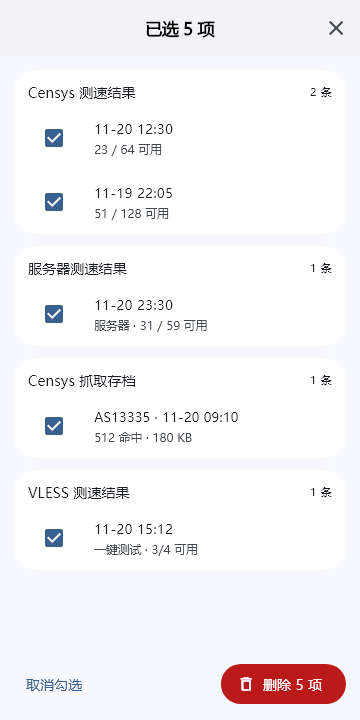 已选 5 项
Censys 测速结果 2 条
11-20 12:30
23 / 64 可用
11-19 22:05
51 / 128 可用
服务器测速结果 1 条
11-20 23:30
服务器 · 31 / 59 可用
Censys 抓取存档 1 条
AS13335 · 11-20 09:10
512 命中 · 180 KB
VLESS 测速结果 1 条
11-20 15:12
一键测试 · 3/4 可用
取消勾选 删除 5 项